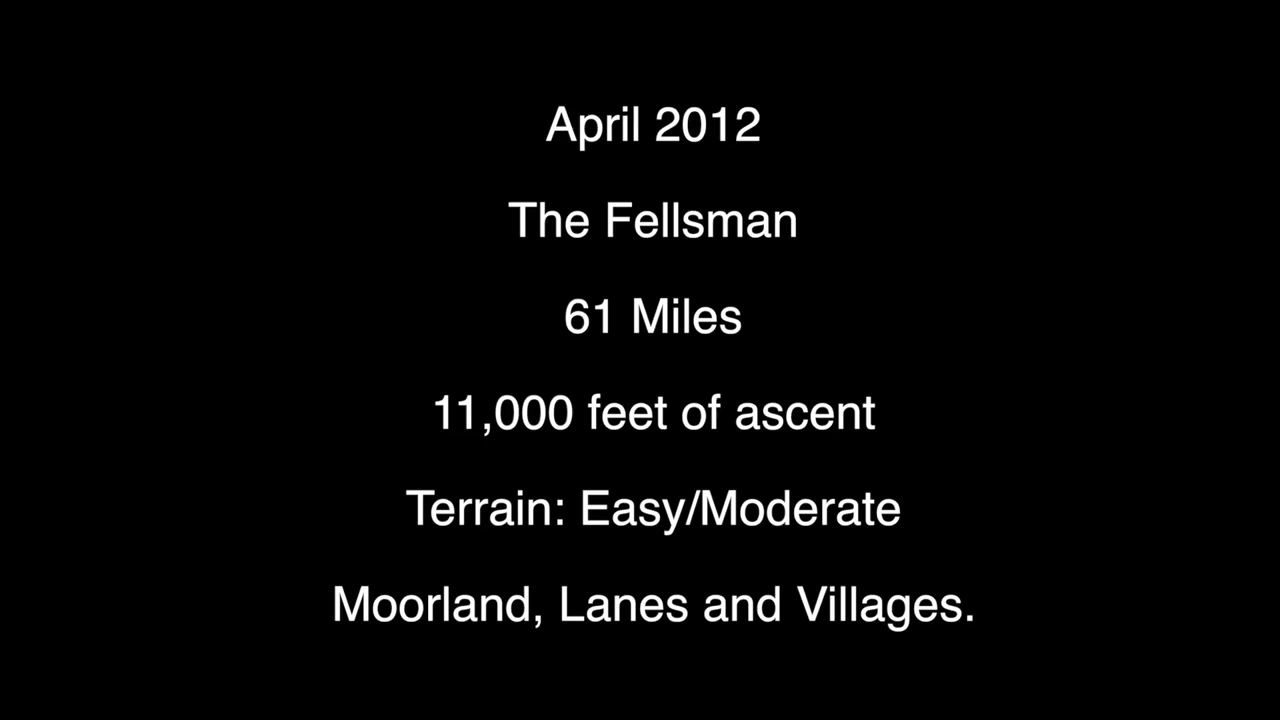 April 2012
The Fellsman
61 Miles
11,000 feet of ascent
Terrain: Easy/Moderate
Moorland, Lanes and Villages.